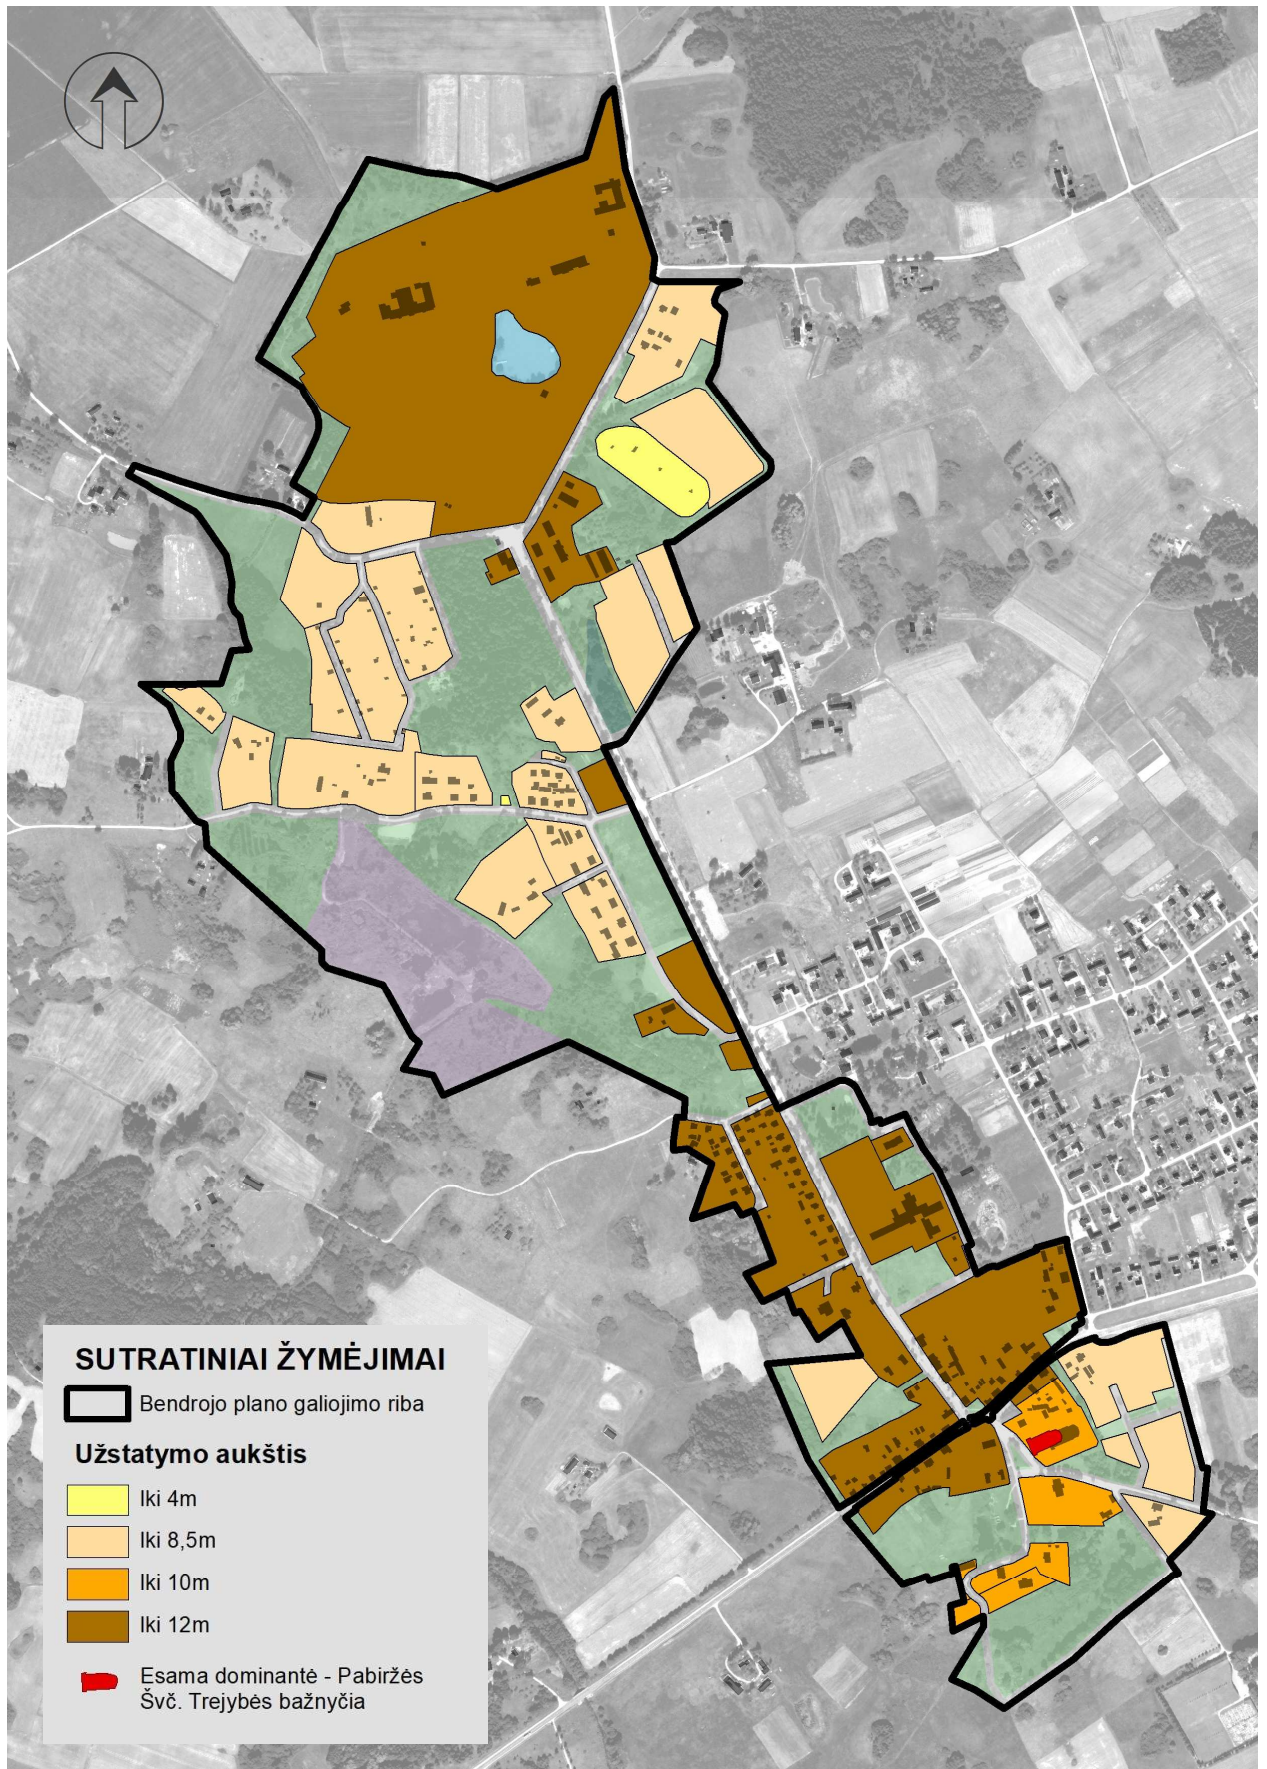 SUTRATINIAI ŽYMĖJIMAI
Bendrojo plano galiojimo riba
Užstatymo aukštis
Iki 4m
Iki 8,5m
Iki 10m
Iki 12m
Esama dominantė - Pabiržės
Švč. Trejybės bažnyčia